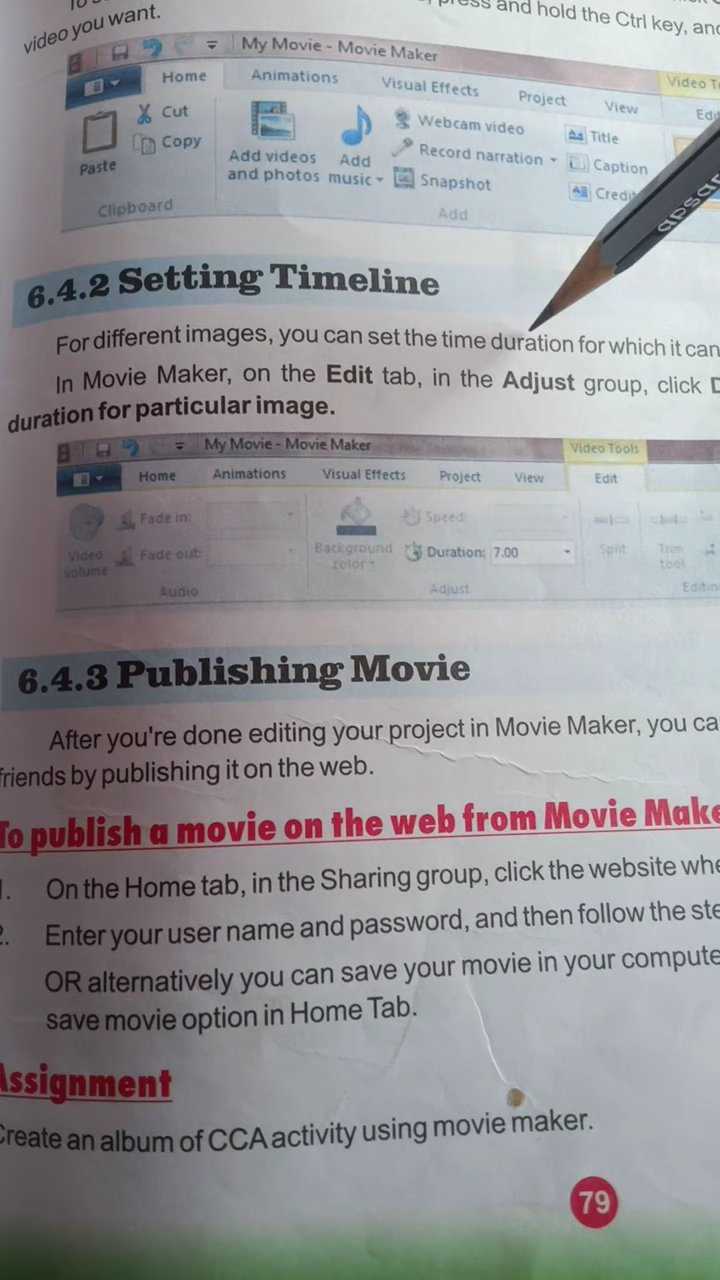 press and hold the Ctrl key, and
video you want.
My Movie - Movie Maker
Home Animations Visual Effects Project View Video T
Cut
Copy
Paste
Clipboard
Add videos and photos
Add music
Webcam video
Record narration
Snapshot
Title
Caption
Add
6.4.2 Setting Timeline
For different images, you can set the time duration for which it can
In Movie Maker, on the Edit tab, in the Adjust group, click D
duration for particular image.
My Movie - Movie Maker Video Tools
Home Animations Visual Effects Project View Edit
Video volume
Fade in:
Fade out:
Audio
Background color
Speed:
Duration: 7.00
Adjust
Split
Trim tool
Editin
6.4.3 Publishing Movie
After you're done editing your project in Movie Maker, you ca
friends by publishing it on the web.
To publish a movie on the web from Movie Make
1. On the Home tab, in the Sharing group, click the website whe
2. Enter your user name and password, and then follow the ste
OR alternatively you can save your movie in your compute
save movie option in Home Tab.
Assignment
Create an album of CCA activity using movie maker.
79
apsara